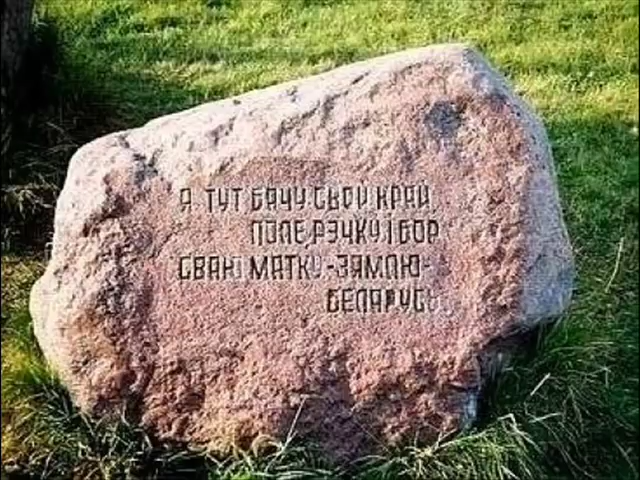 Я ТУТ БАЧУ СВОЙ КРАЙ
ПОЛЕ, РЭЧКУ І БОР
СВАЮ МАТКУ-ЗЯМЛЮ-
БЕЛАРУСЬ